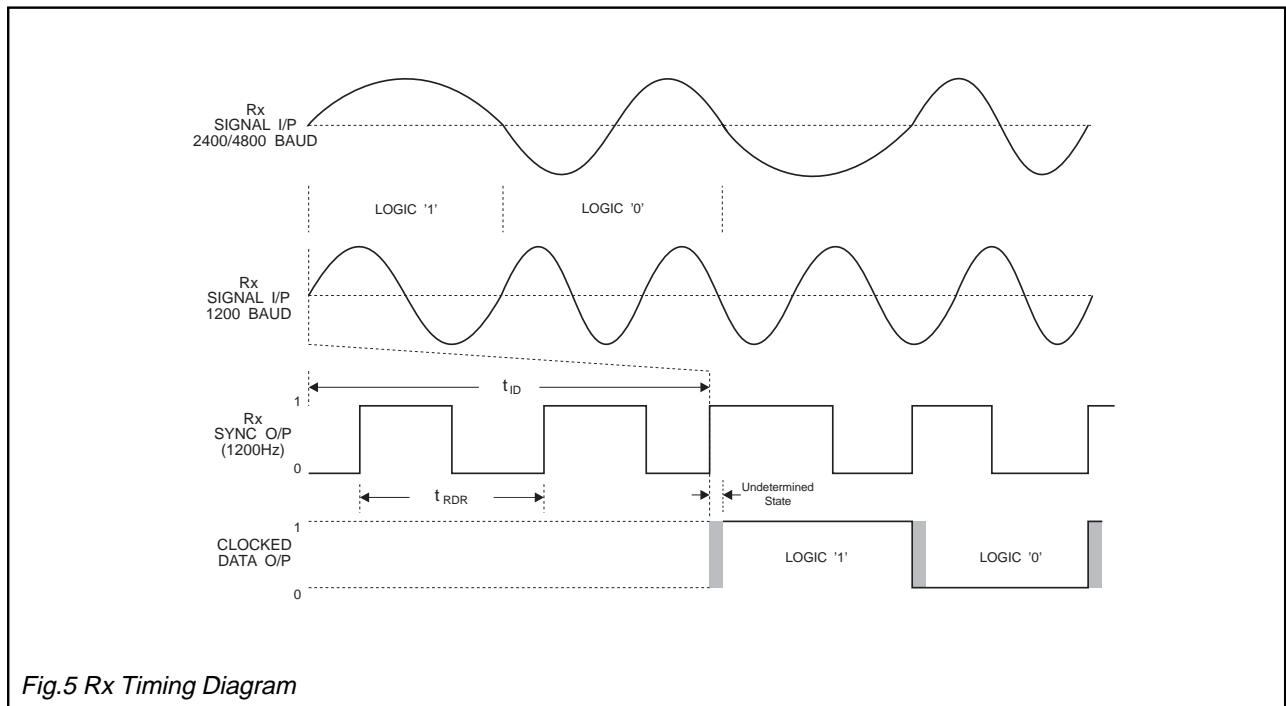 Rx
SIGNAL I/P
2400/4800 BAUD
LOGIC '1'
LOGIC '0'
Rx
SIGNAL I/P
1200 BAUD
t ID
1
Rx
SYNC O/P
(1200Hz)
0
t RDR
Undetermined
State
1
CLOCKED
DATA O/P
LOGIC '1'
LOGIC '0'
0
Fig.5 Rx Timing Diagram